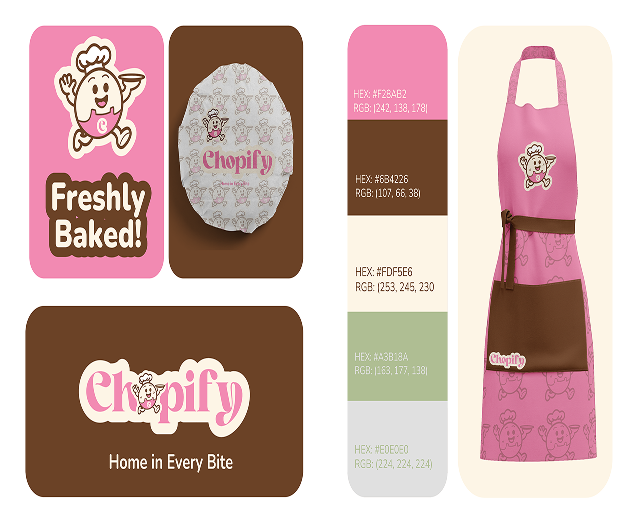 Freshly
Baked!
Chopify
Chopify
Home in Every Bite
HEX: #F28AB2
RGB: (242, 138, 178)
HEX: #6B4226
RGB: (107, 66, 38)
HEX: #FDF5E6
RGB: (253, 245, 230
HEX: #A3B18A
RGB: (163, 177, 138)
HEX: #E0E0E0
RGB: (224, 224, 224)
Chopify